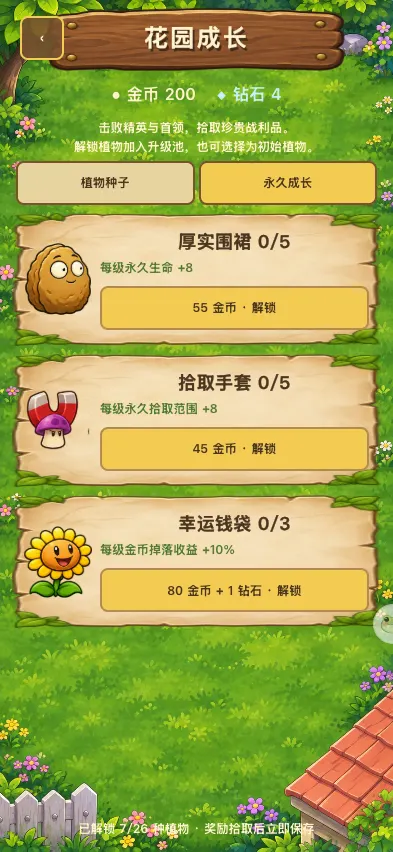 ‹
花园成长
● 金币 200 ◆ 钻石 4
击败精英与首领，拾取珍贵战利品。
解锁植物加入升级池，也可选择为初始植物。
植物种子
永久成长
厚实围裙 0/5
每级永久生命 +8
55 金币 · 解锁
拾取手套 0/5
每级永久拾取范围 +8
45 金币 · 解锁
幸运钱袋 0/3
每级金币掉落收益 +10%
80 金币 + 1 钻石 · 解锁
已解锁 7/26 种植物 · 奖励拾取后立即保存